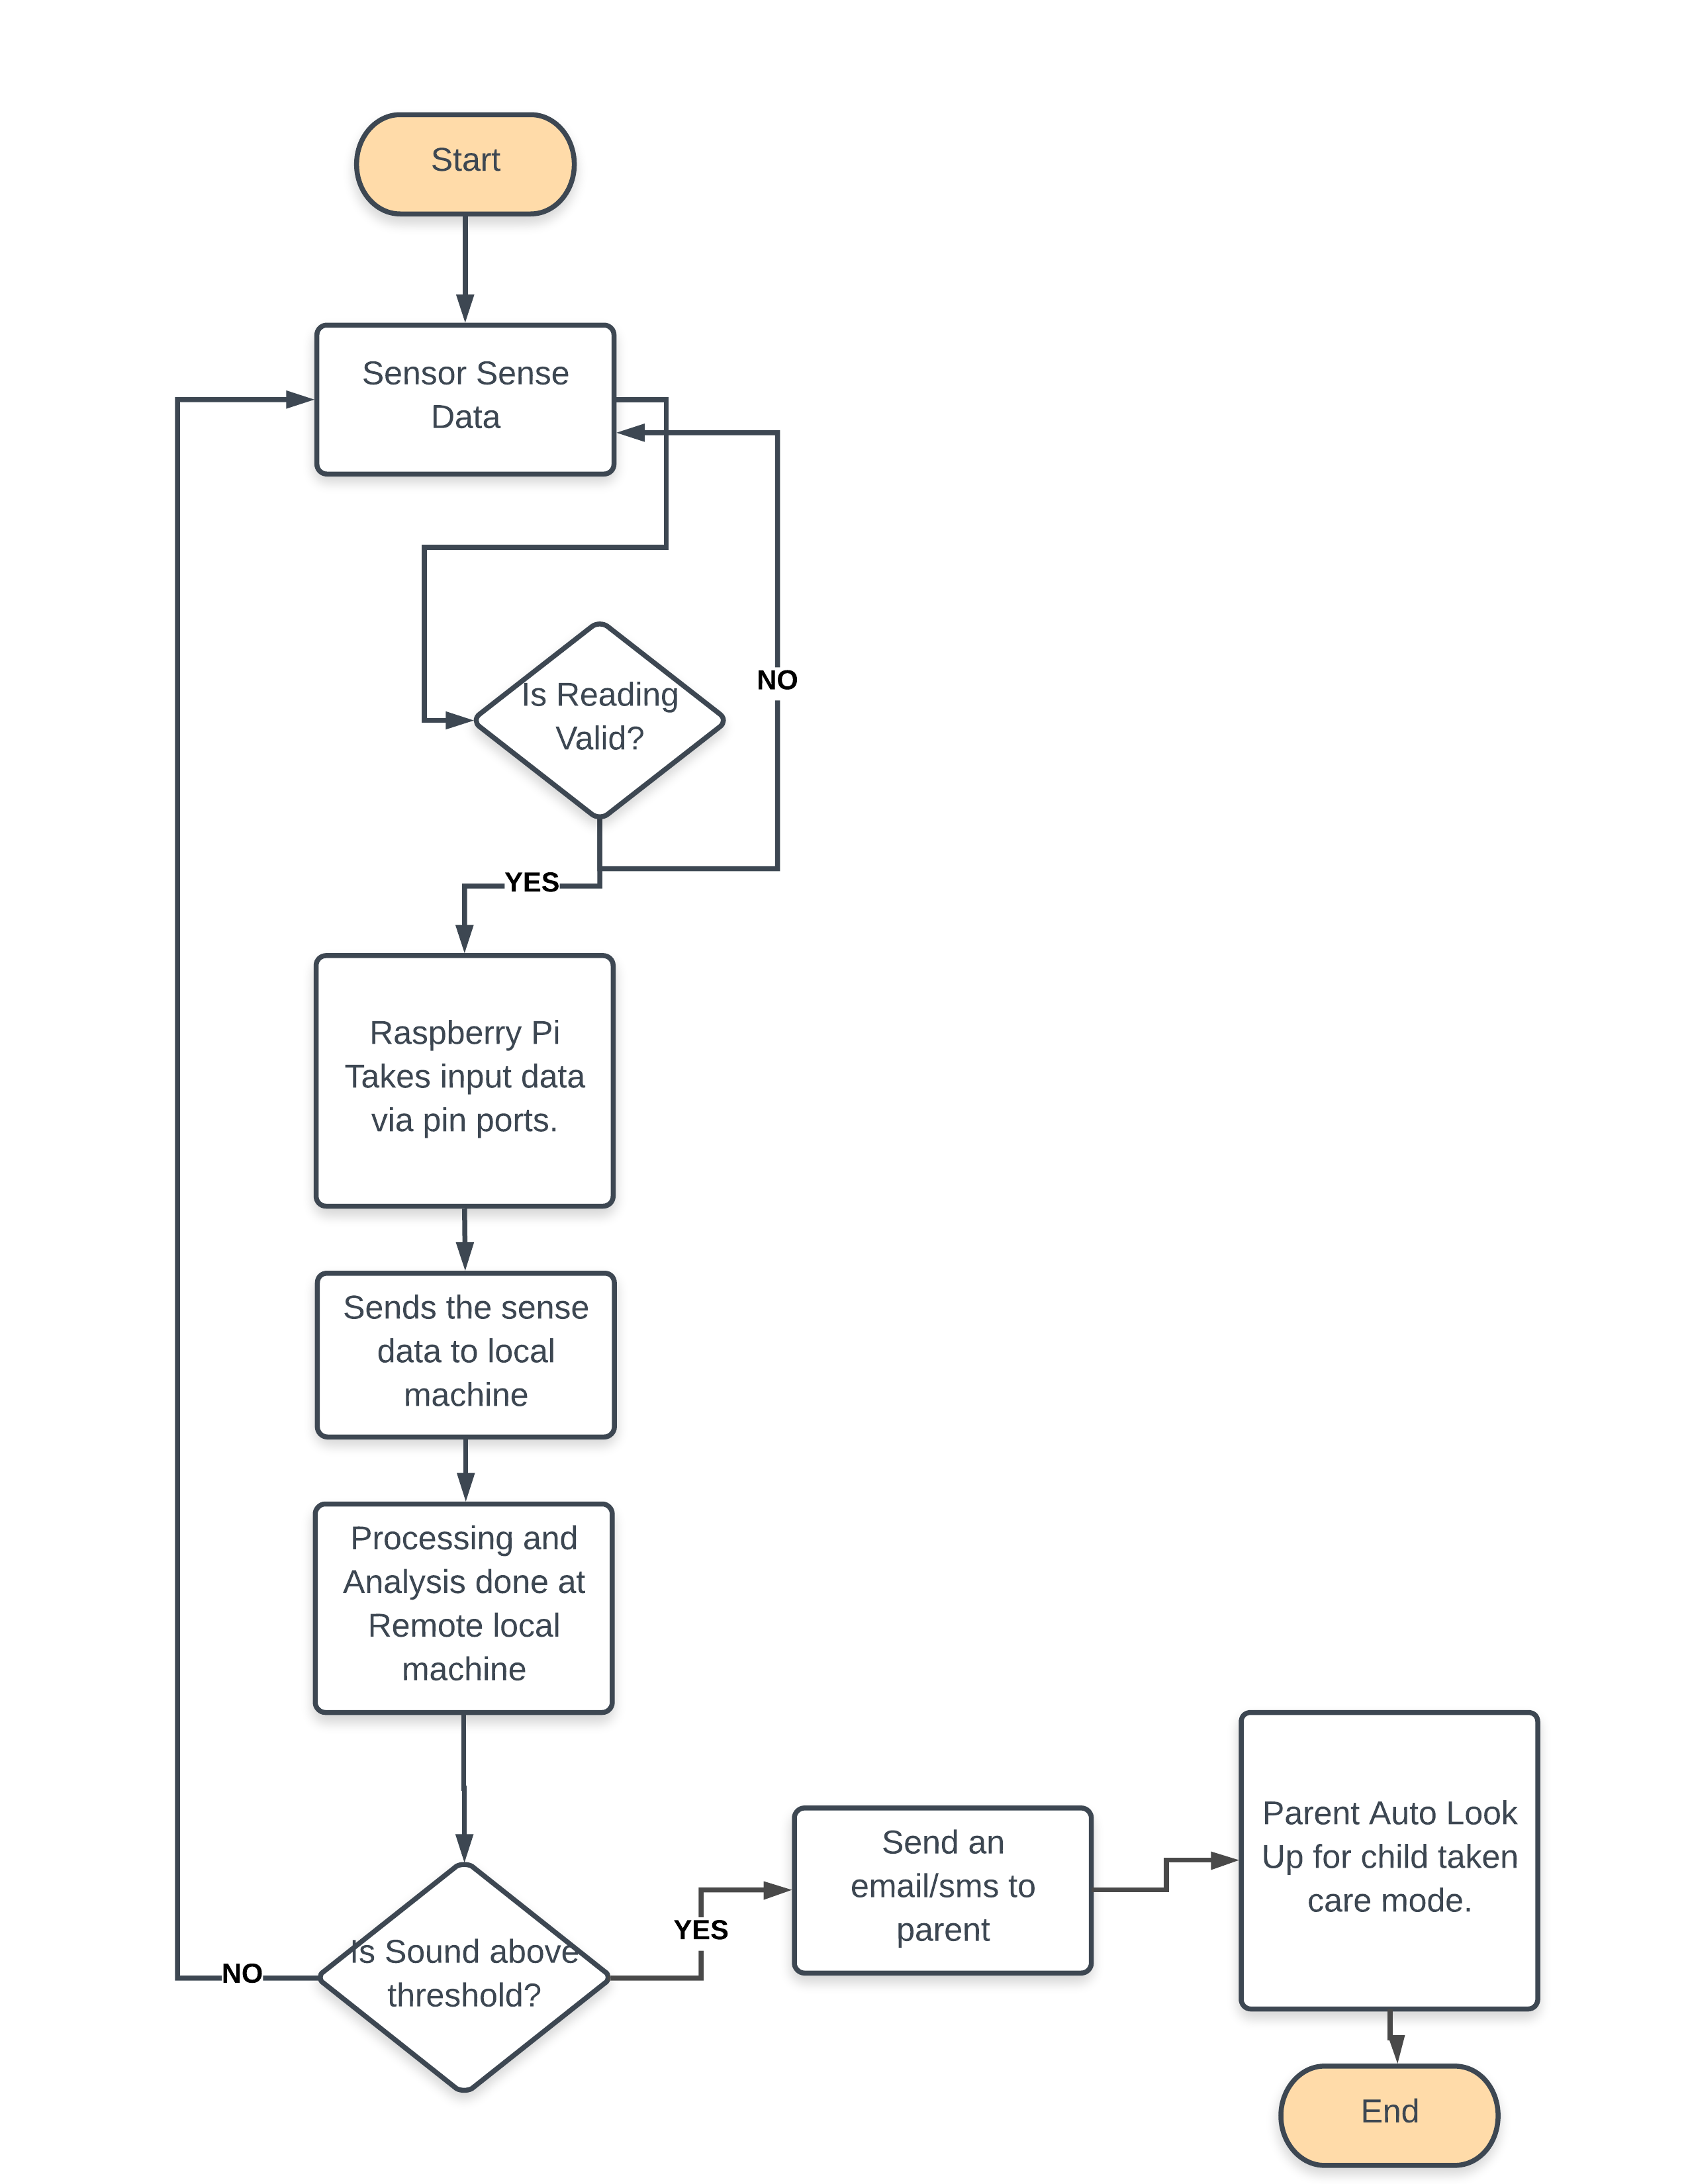 Start
Sensor Sense
Data
Is Reading
Valid?
NO
YES
Raspberry Pi
Takes input data
via pin ports.
Sends the sense
data to local
machine
Processing and
Analysis done at
Remote local
machine
Is Sound above
threshold?
NO
YES
Send an
email/sms to
parent
Parent Auto Look
Up for child taken
care mode.
End